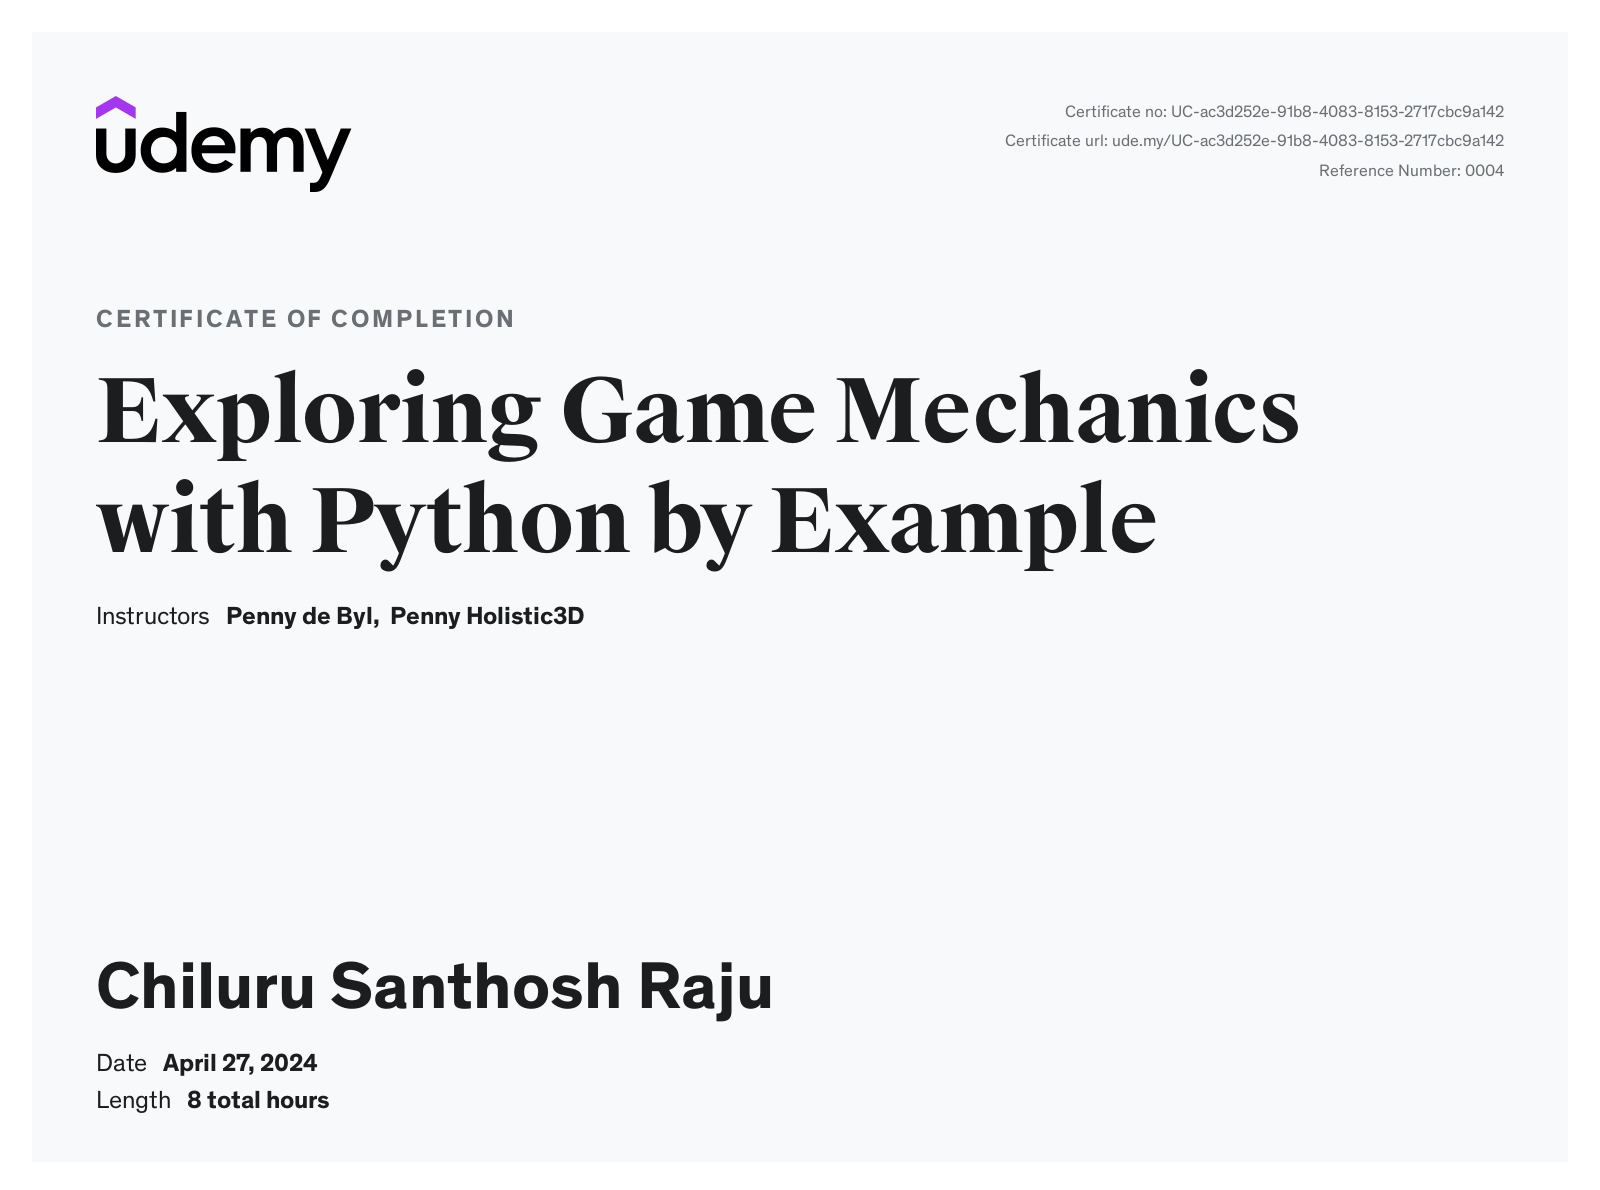 udemy
Certificate no: UC-ac3d252e-91b8-4083-8153-2717cbc9a142
Certificate url: ude.my/UC-ac3d252e-91b8-4083-8153-2717cbc9a142
Reference Number: 0004
CERTIFICATE OF COMPLETION
Exploring Game Mechanics
with Python by Example
Instructors Penny de Byl, Penny Holistic3D
Chiluru Santhosh Raju
Date April 27, 2024
Length 8 total hours